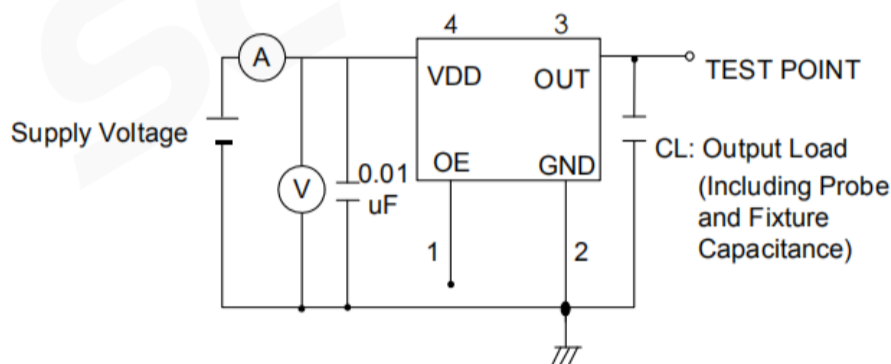 4 3
A
VDD OUT
TEST POINT
Supply Voltage
V
0.01
uF
OE GND
CL: Output Load
(Including Probe
and Fixture
Capacitance)
1 2